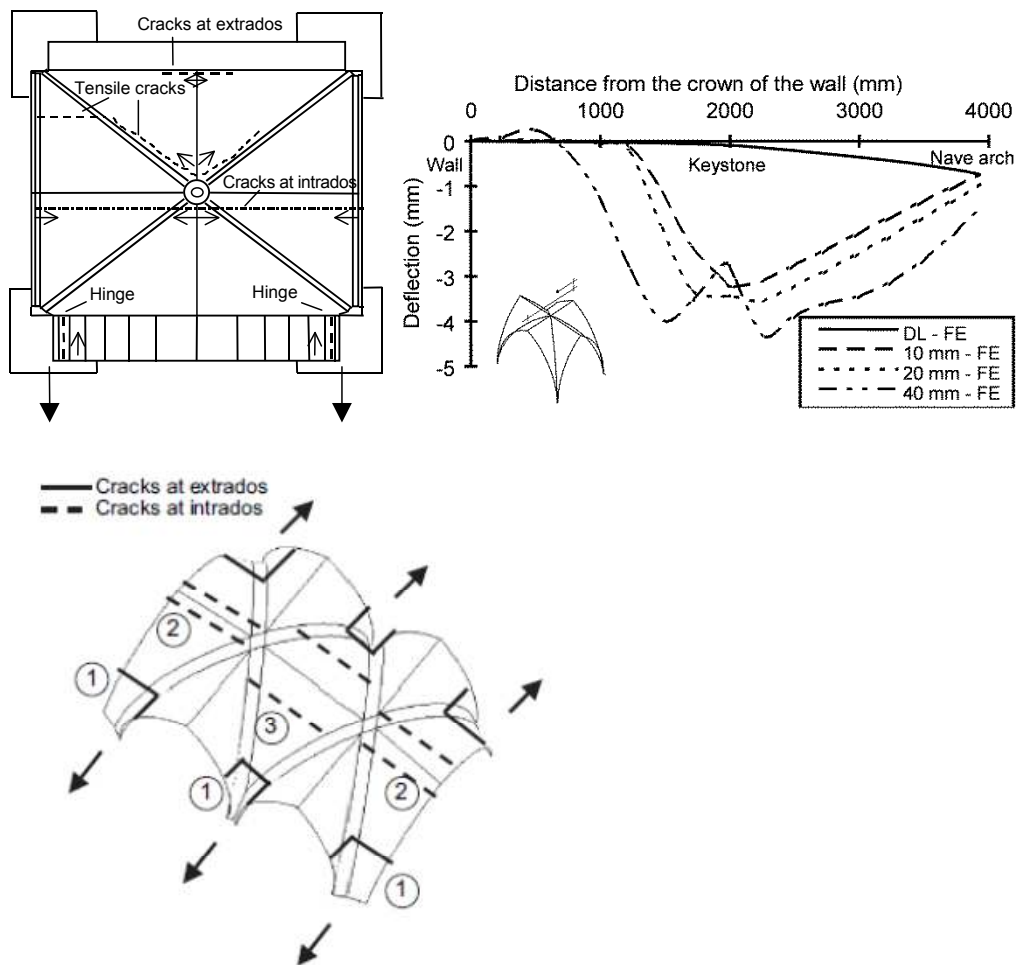 Cracks at extrados
Tensile cracks
Cracks at intrados
Hinge
Hinge
Distance from the crown of the wall (mm)
0 1000 2000 3000 4000
0
-1
-2
-3
-4
-5
Deflection (mm)
Wall
Keystone
Nave arch
DL - FE
10 mm - FE
20 mm - FE
40 mm - FE
Cracks at extrados
Cracks at intrados
2
1
3
1
2
1